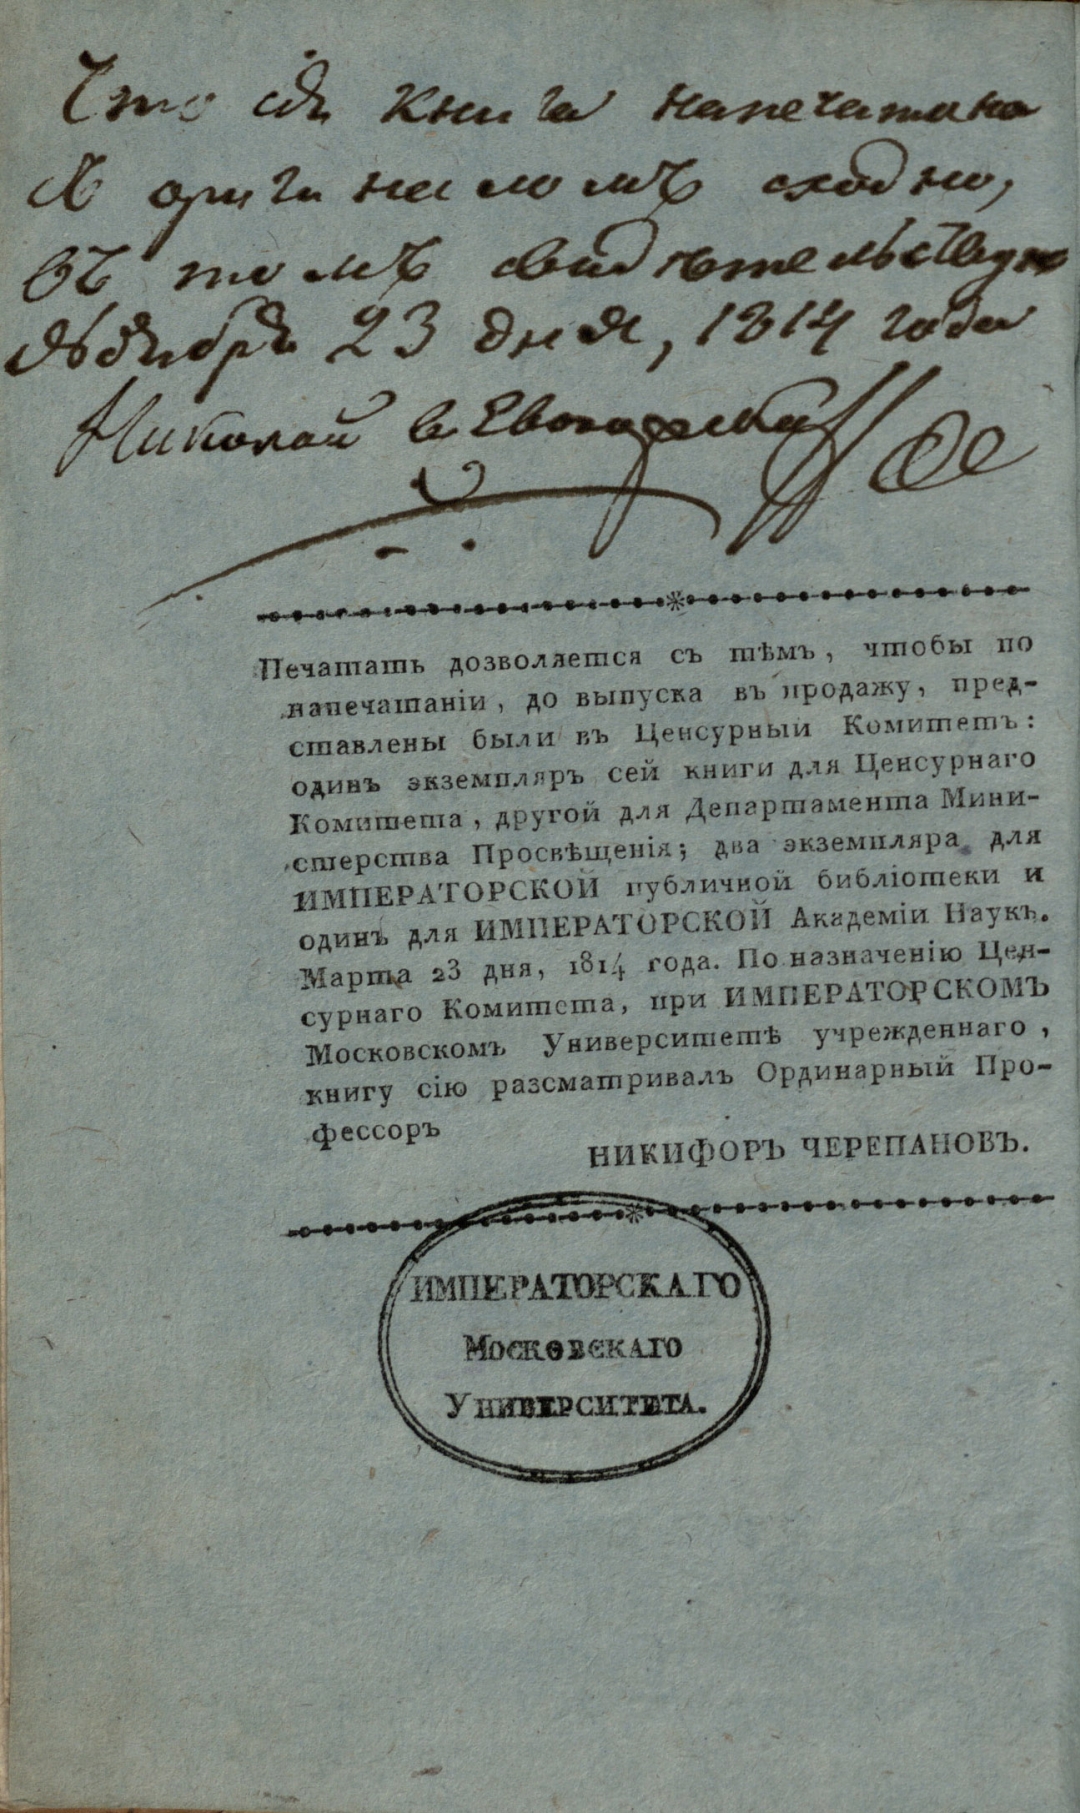 Что сія книга напечатана
съ оригиналомъ сходно,
въ томъ свидѣтельствую
23 дня, 1814 года
Николай
Печатать дозволяется съ тѣмъ, чтобы по
напечатаніи, до выпуска въ продажу, пред-
ставлены были въ Ценсурный Комитетъ:
одинъ экземпляръ сей книги для Ценсурнаго
Комитета, другой для Департамента Мини-
стерства Просвѣщенія; два экземпляра для
ИМПЕРАТОРСКОЙ публичной библіотеки и
одинъ для ИМПЕРАТОРСКОЙ Академіи Наукъ.
Марта 23 дня, 1814 года. По назначенію Цен-
сурнаго Комитета, при ИМПЕРАТОРСКОМЪ
Московскомъ Университетѣ учрежденнаго,
книгу сію разсматривалъ Ординарный Про-
фессоръ
НИКИФОРЪ ЧЕРЕПАНОВЪ.
ИМПЕРАТОРСКАГО
МОСКОВСКАГО
УНИВЕРСИТЕТА.